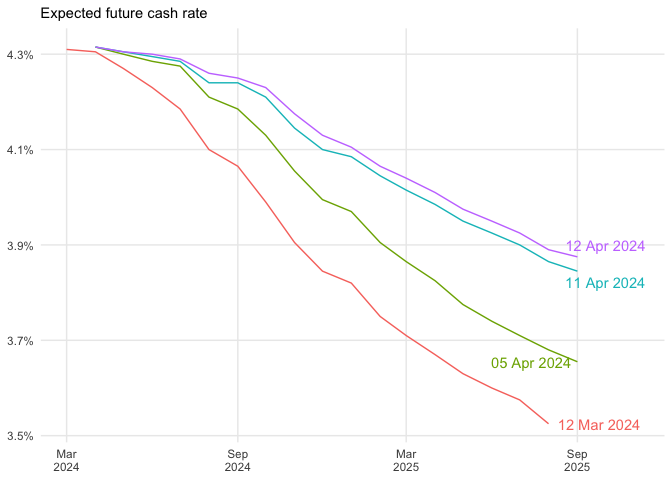 Expected future cash rate
4.3%
4.1%
3.9%
3.7%
3.5%
12 Apr 2024
11 Apr 2024
05 Apr 2024
12 Mar 2024
Mar
2024
Sep
2024
Mar
2025
Sep
2025